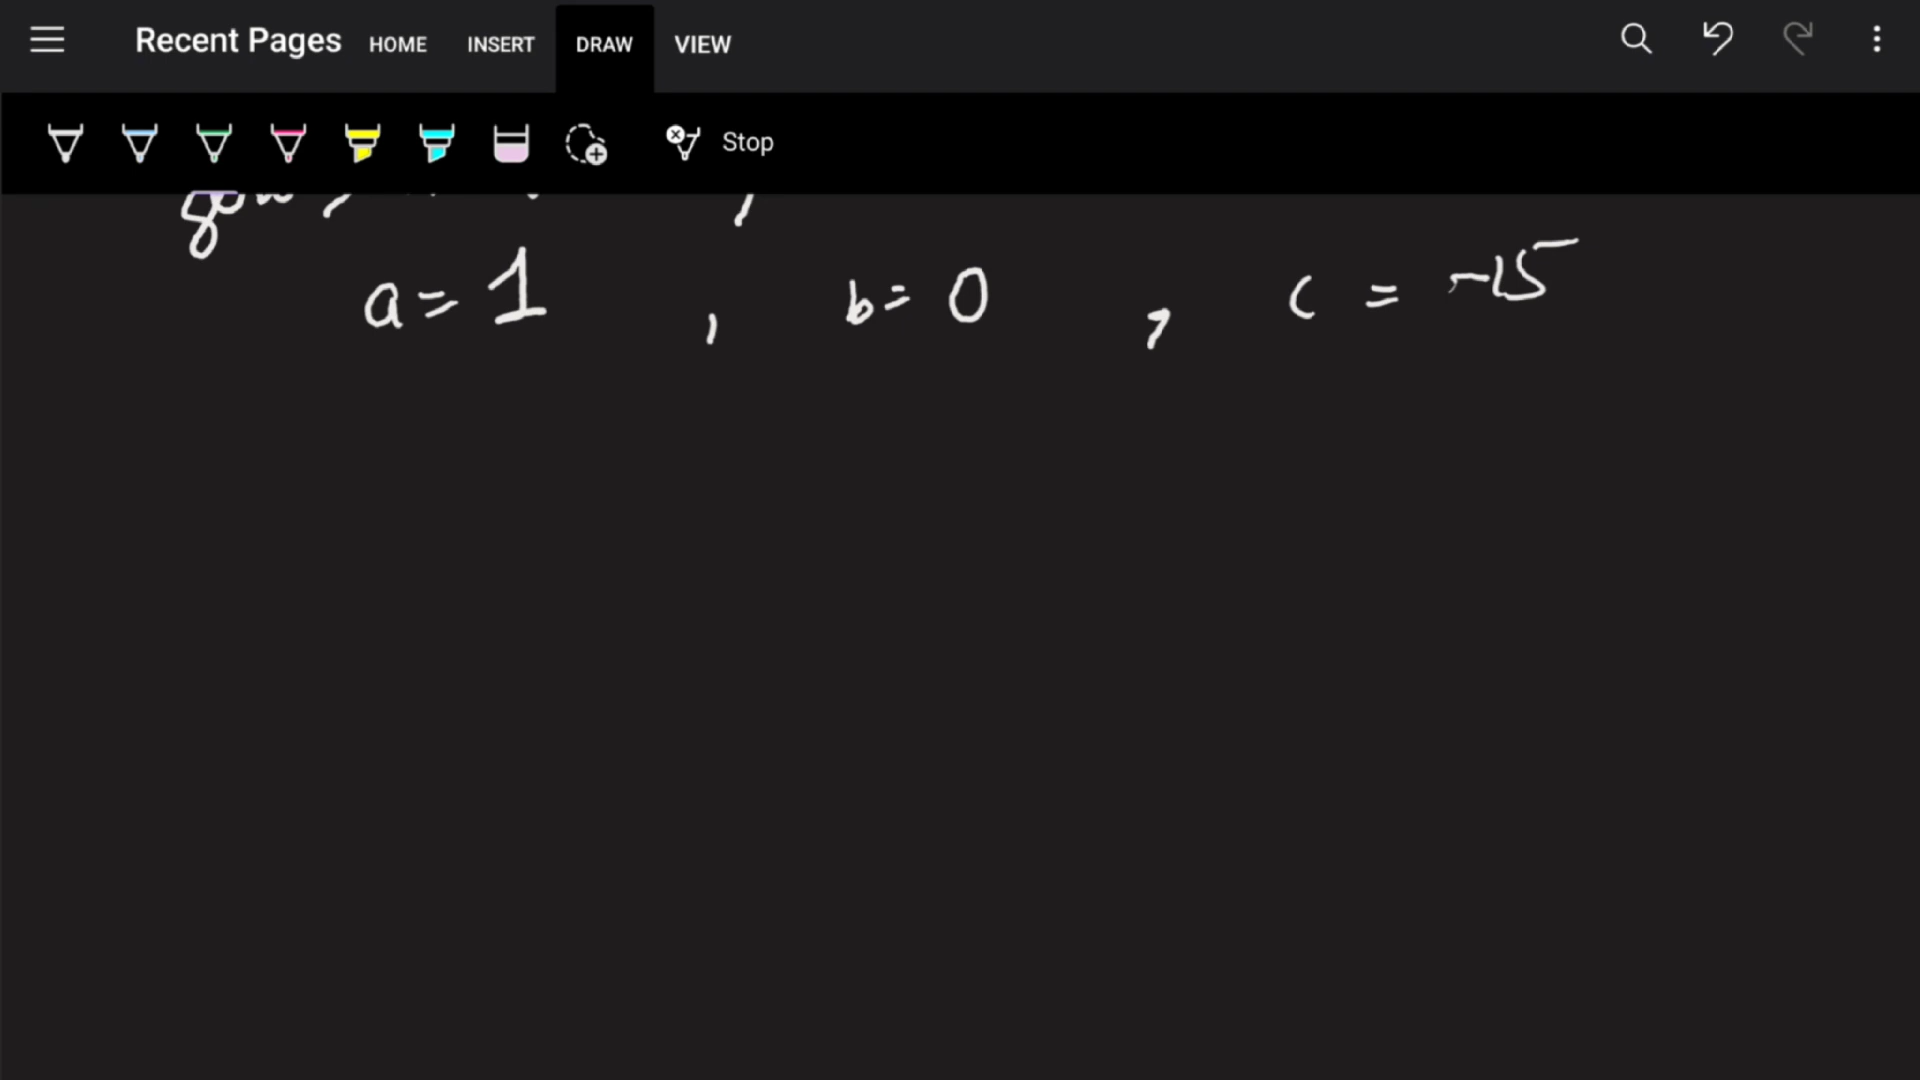 Recent Pages HOME INSERT DRAW VIEW
Stop
a = 1 , b = 0 , c = -15